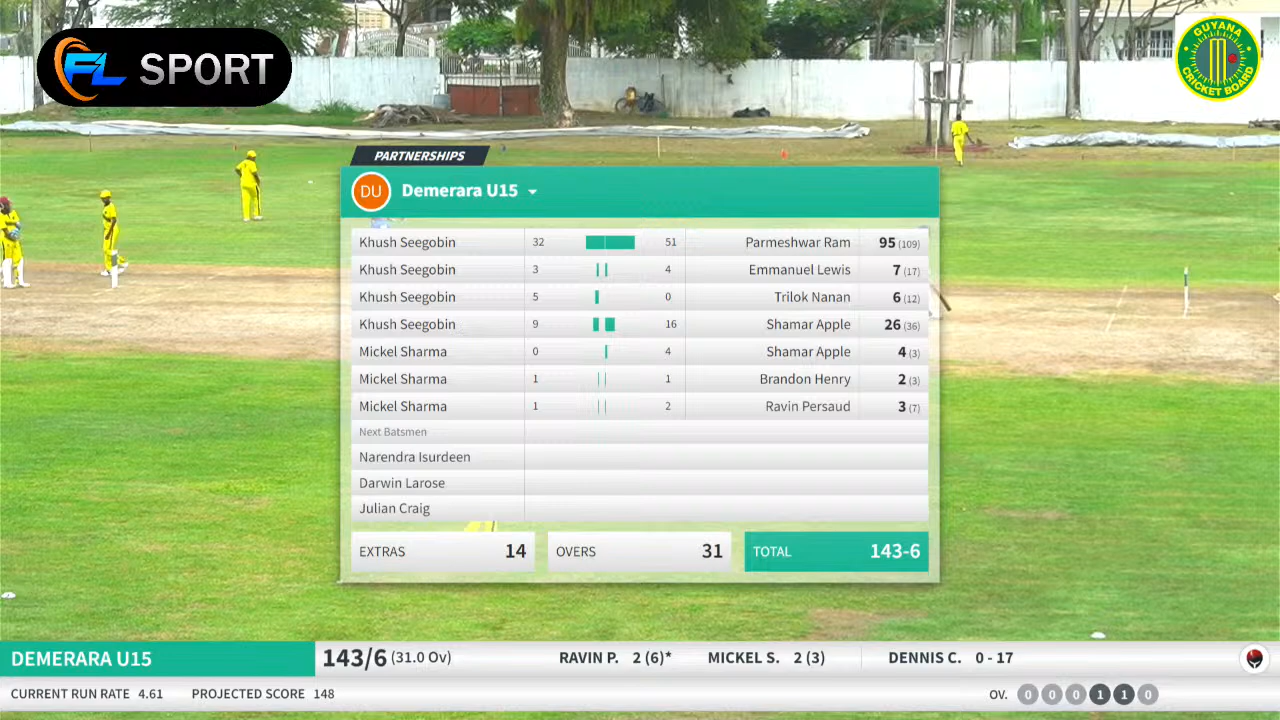 FL SPORT
GUYANA
CRICKET BOARD
PARTNERSHIPS
DU Demerara U15
Khush Seegobin 32 51 Parmeshwar Ram 95 (109)
Khush Seegobin 3 4 Emmanuel Lewis 7 (17)
Khush Seegobin 5 0 Trilok Nanan 6 (12)
Khush Seegobin 9 16 Shamar Apple 26 (36)
Mickel Sharma 0 4 Shamar Apple 4 (3)
Mickel Sharma 1 1 Brandon Henry 2 (3)
Mickel Sharma 1 2 Ravin Persaud 3 (7)
Next Batsmen
Narendra Isurdeen
Darwin Larose
Julian Craig
EXTRAS 14 OVERS 31 TOTAL 143-6
DEMERARA U15 143/6 (31.0 Ov) RAVIN P. 2 (6)* MICKEL S. 2 (3) DENNIS C. 0 - 17
CURRENT RUN RATE 4.61 PROJECTED SCORE 148 OV. 0 0 0 1 1 0